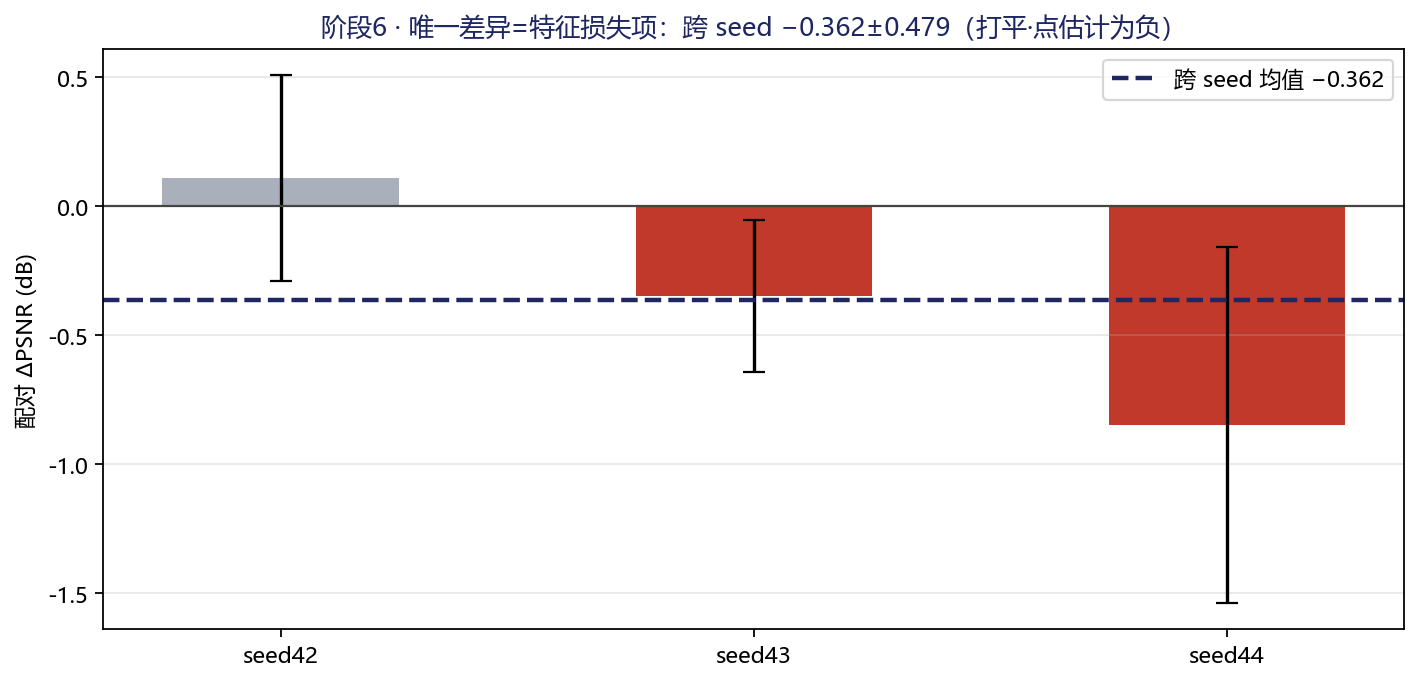 阶段6 · 唯一差异=特征损失项：跨 seed −0.362±0.479（打平·点估计为负）
跨 seed 均值 −0.362
配对 ΔPSNR (dB)
0.5
0.0
-0.5
-1.0
-1.5
seed42
seed43
seed44